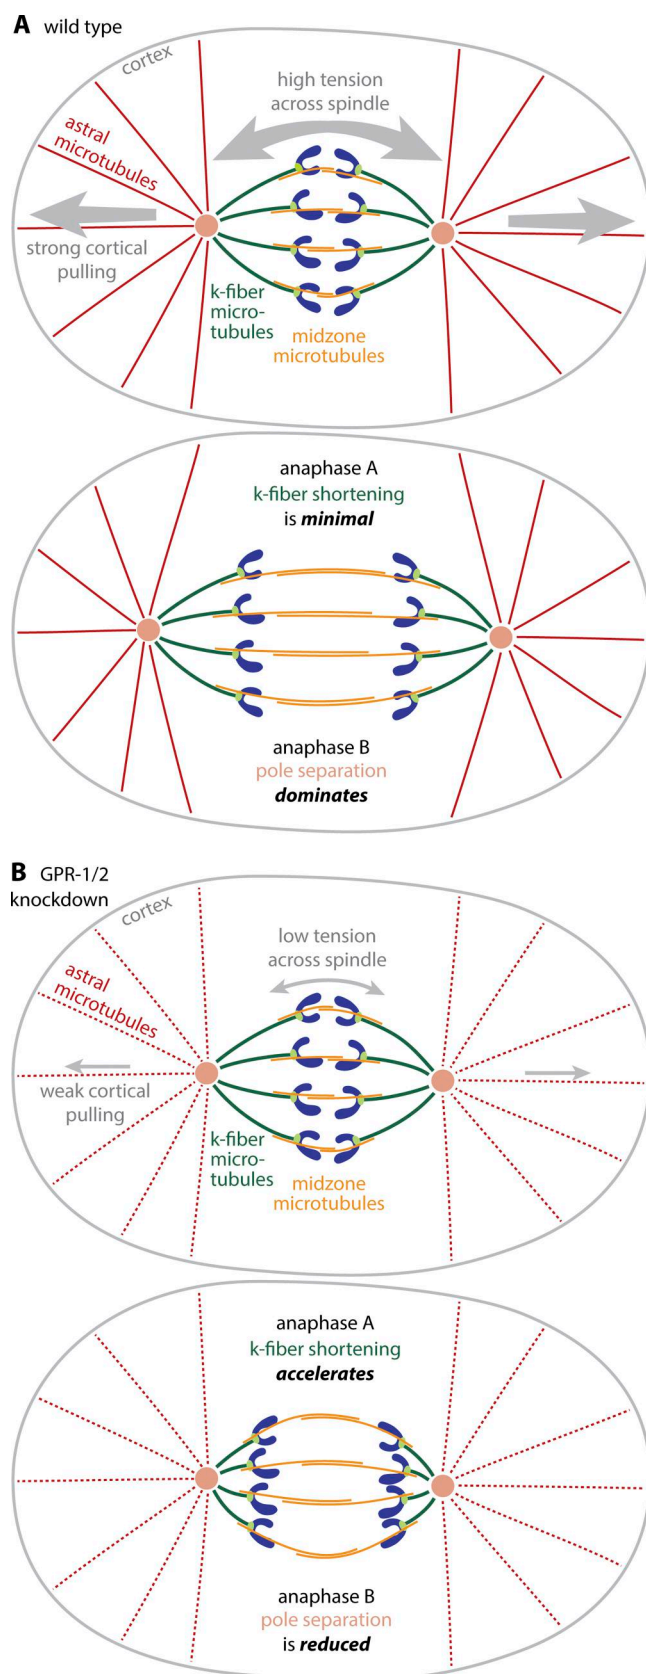 A wild type
cortex
high tension
across spindle
astral
microtubules
strong cortical
pulling
k-fiber
micro-
tubules
midzone
microtubules
anaphase A
k-fiber shortening
is minimal
anaphase B
pole separation
dominates
B GPR-1/2
knockdown
cortex
low tension
across spindle
astral
microtubules
weak cortical
pulling
k-fiber
micro-
tubules
midzone
microtubules
anaphase A
k-fiber shortening
accelerates
anaphase B
pole separation
is reduced